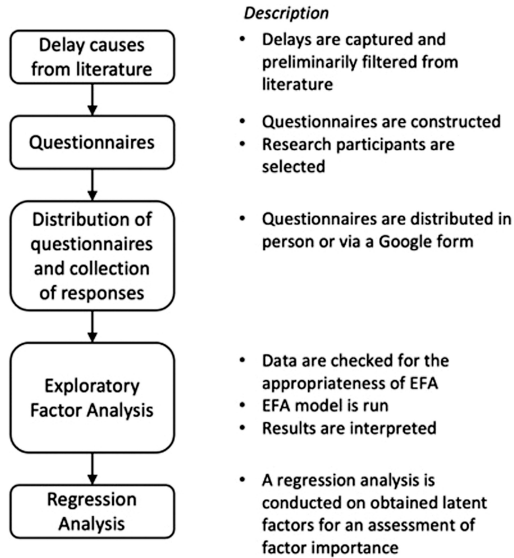 Description
Delay causes
from literature
• Delays are captured and
preliminarily filtered from
literature
Questionnaires
• Questionnaires are constructed
• Research participants are
selected
Distribution of
questionnaires
and collection
of responses
• Questionnaires are distributed in
person or via a Google form
Exploratory
Factor Analysis
• Data are checked for the
appropriateness of EFA
• EFA model is run
• Results are interpreted
Regression
Analysis
• A regression analysis is
conducted on obtained latent
factors for an assessment of
factor importance